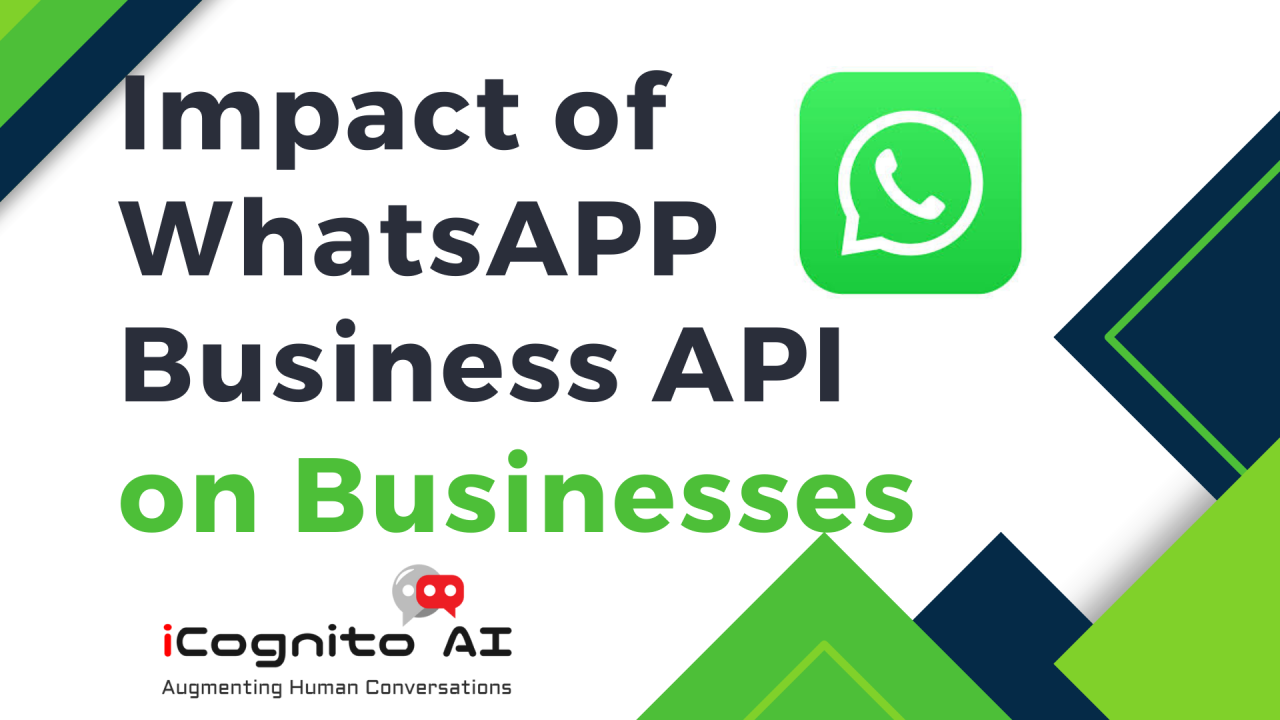 Impact of
WhatsAPP
Business API
on Businesses
iCognito AI
Augmenting Human Conversations